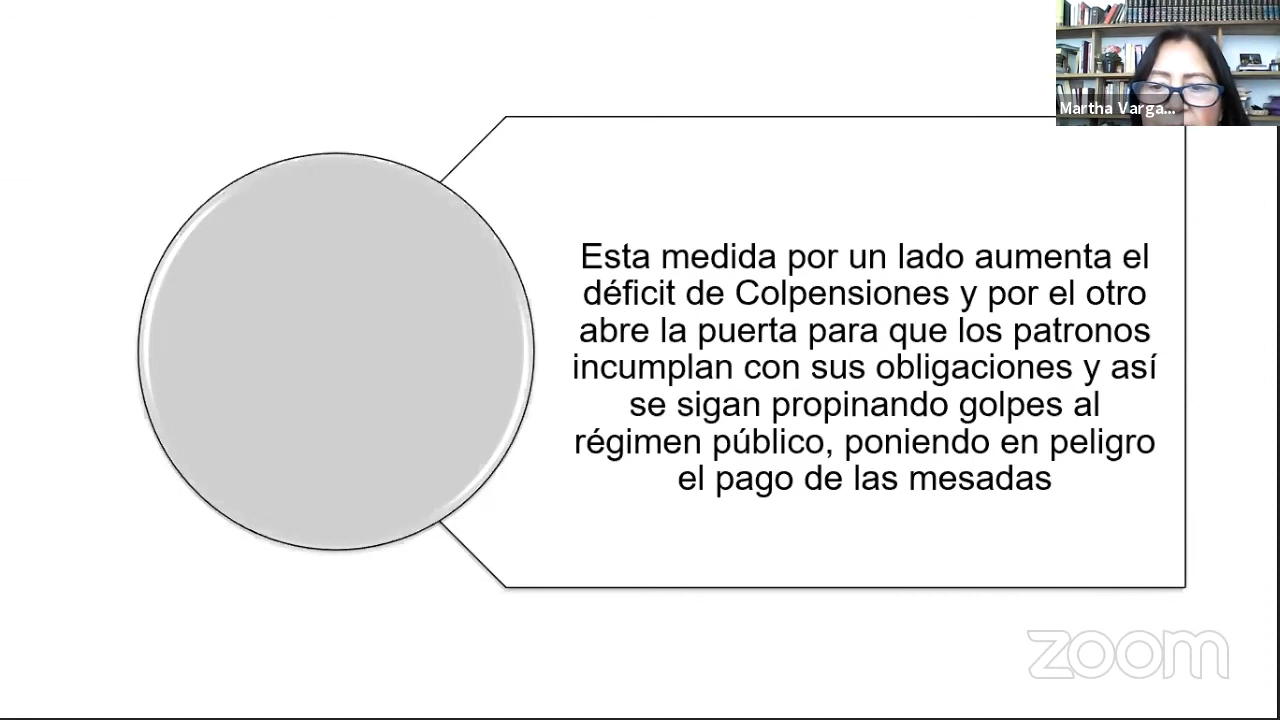 Martha Varga...
Esta medida por un lado aumenta el
déficit de Colpensiones y por el otro
abre la puerta para que los patronos
incumplan con sus obligaciones y así
se sigan propinando golpes al
régimen público, poniendo en peligro
el pago de las mesadas
zoom